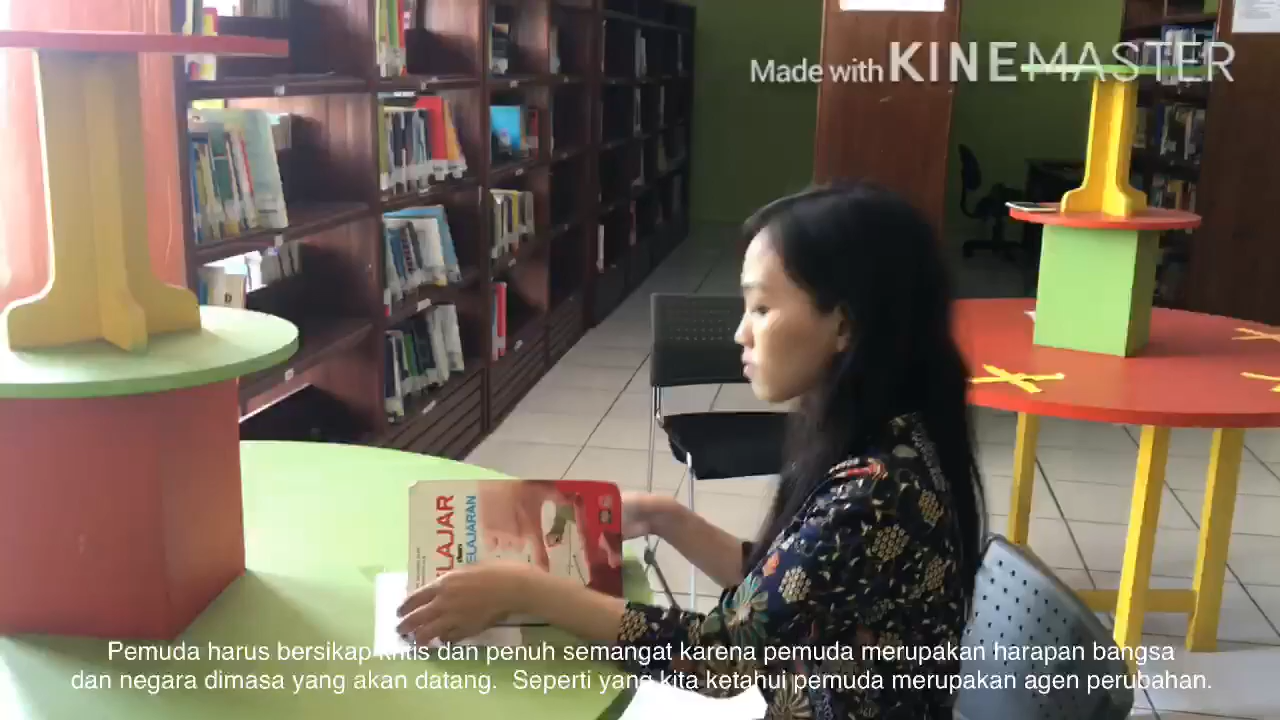 Made with KINEMASTER
ELAJAR
ELAJARAN
Pemuda harus bersikap kritis dan penuh semangat karena pemuda merupakan harapan bangsa
dan negara dimasa yang akan datang. Seperti yang kita ketahui pemuda merupakan agen perubahan.